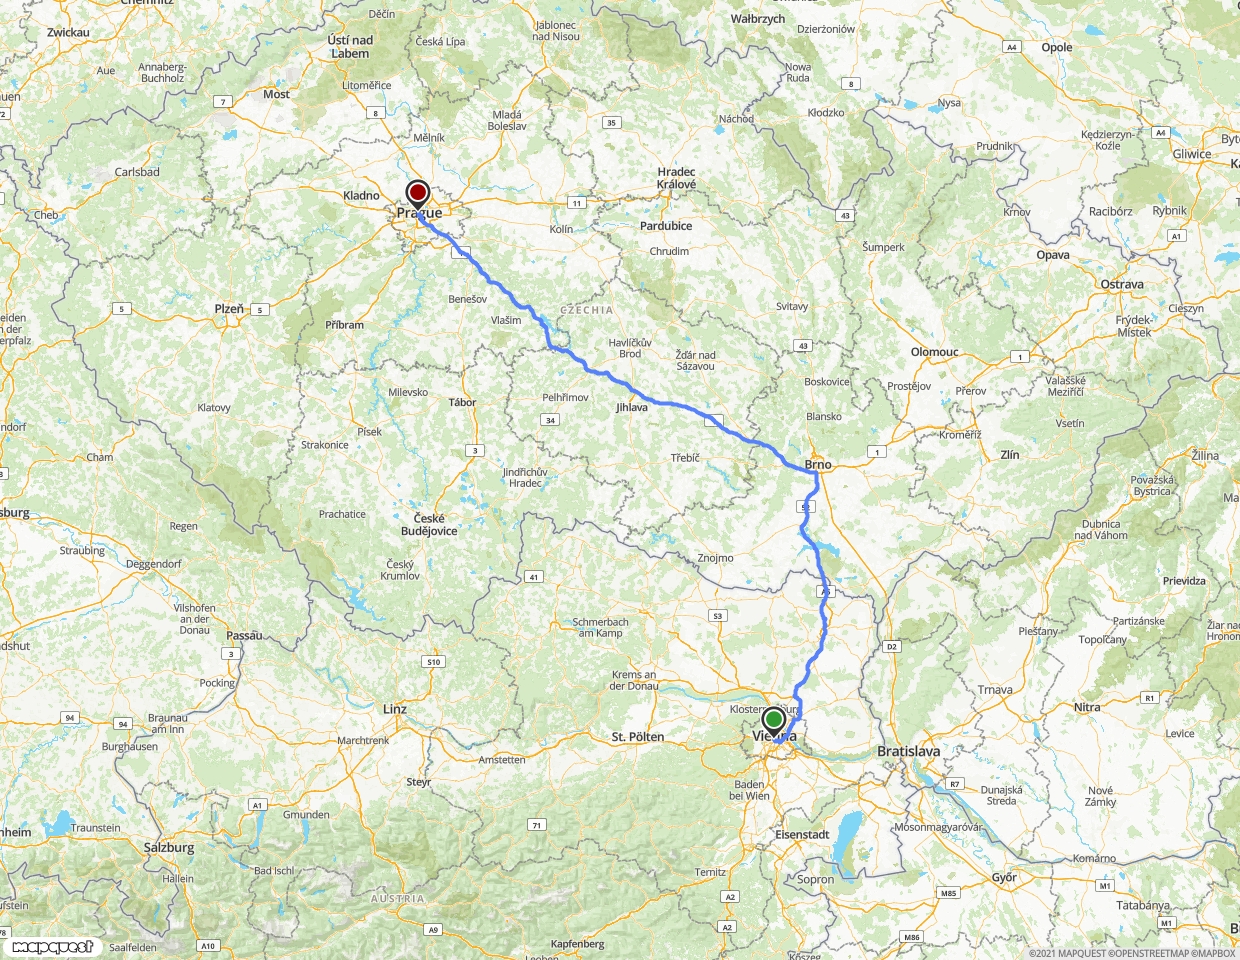 Chemnitz
Děčín
Wałbrzych
Zwickau
Ústí nad
Labem
Česká Lípa
Jablonec
nad Nisou
Dzierżoniów
A4
Opole
Aue
Annaberg-
Buchholz
Most
Litoměřice
Nowa
Ruda
8
Nysa
7
8
Mladá
Boleslav
35
Náchod
Kłodzko
Kędzierzyn-
Koźle
A4
Mělník
Prudnik
Gliwice
Carlsbad
Kladno
Hradec
Králové
Cheb
Prague
11
43
Krnov
Racibórz
Rybnik
Kolín
Pardubice
A1
Chrudim
Šumperk
Opava
Ostrava
Benešov
CZECHIA
Svitavy
Cieszyn
5
Plzeň
5
Vlašim
Příbram
Frýdek-
Místek
Havlíčkův
Brod
Žďár nad
Sázavou
43
Olomouc
1
Milevsko
Pelhřimov
Boskovice
Prostějov
Přerov
Valašské
Meziříčí
Klatovy
Tábor
Jihlava
34
Blansko
Vsetín
Písek
Kroměříž
Strakonice
3
Třebíč
Brno
1
Zlín
Žilina
Cham
Jindřichův
Hradec
Považská
Bystrica
52
Prachatice
České
Budějovice
Regen
Dubnica
nad Váhom
Straubing
Deggendorf
Znojmo
Český
Krumlov
41
Prievidza
A5
Vilshofen
an der
Donau
S3
Schmerbach
am Kamp
Partizánske
Passau
Piešťany
Topoľčany
3
D2
S10
Krems an
der Donau
Pocking
Trnava
R1
Nitra
Linz
94
94
Braunau
am Inn
Klosterneuburg
Vienna
St. Pölten
Levice
Burghausen
Marchtrenk
Bratislava
Amstetten
Steyr
Baden
bei Wien
R7
Dunajská
Streda
Nové
Zámky
A1
Gmunden
Traunstein
71
Eisenstadt
Mosonmagyaróvár
Salzburg
Komárno
Bad Ischl
Ternitz
Sopron
Győr
Hallein
M85
M1
AUSTRIA
A2
Tatabánya
A9
M1
M86
A10
A2
mapquest
Saalfelden
Kapfenberg
Leoben
Kőszeg
©2021 MAPQUEST ©OPENSTREETMAP ©MAPBOX